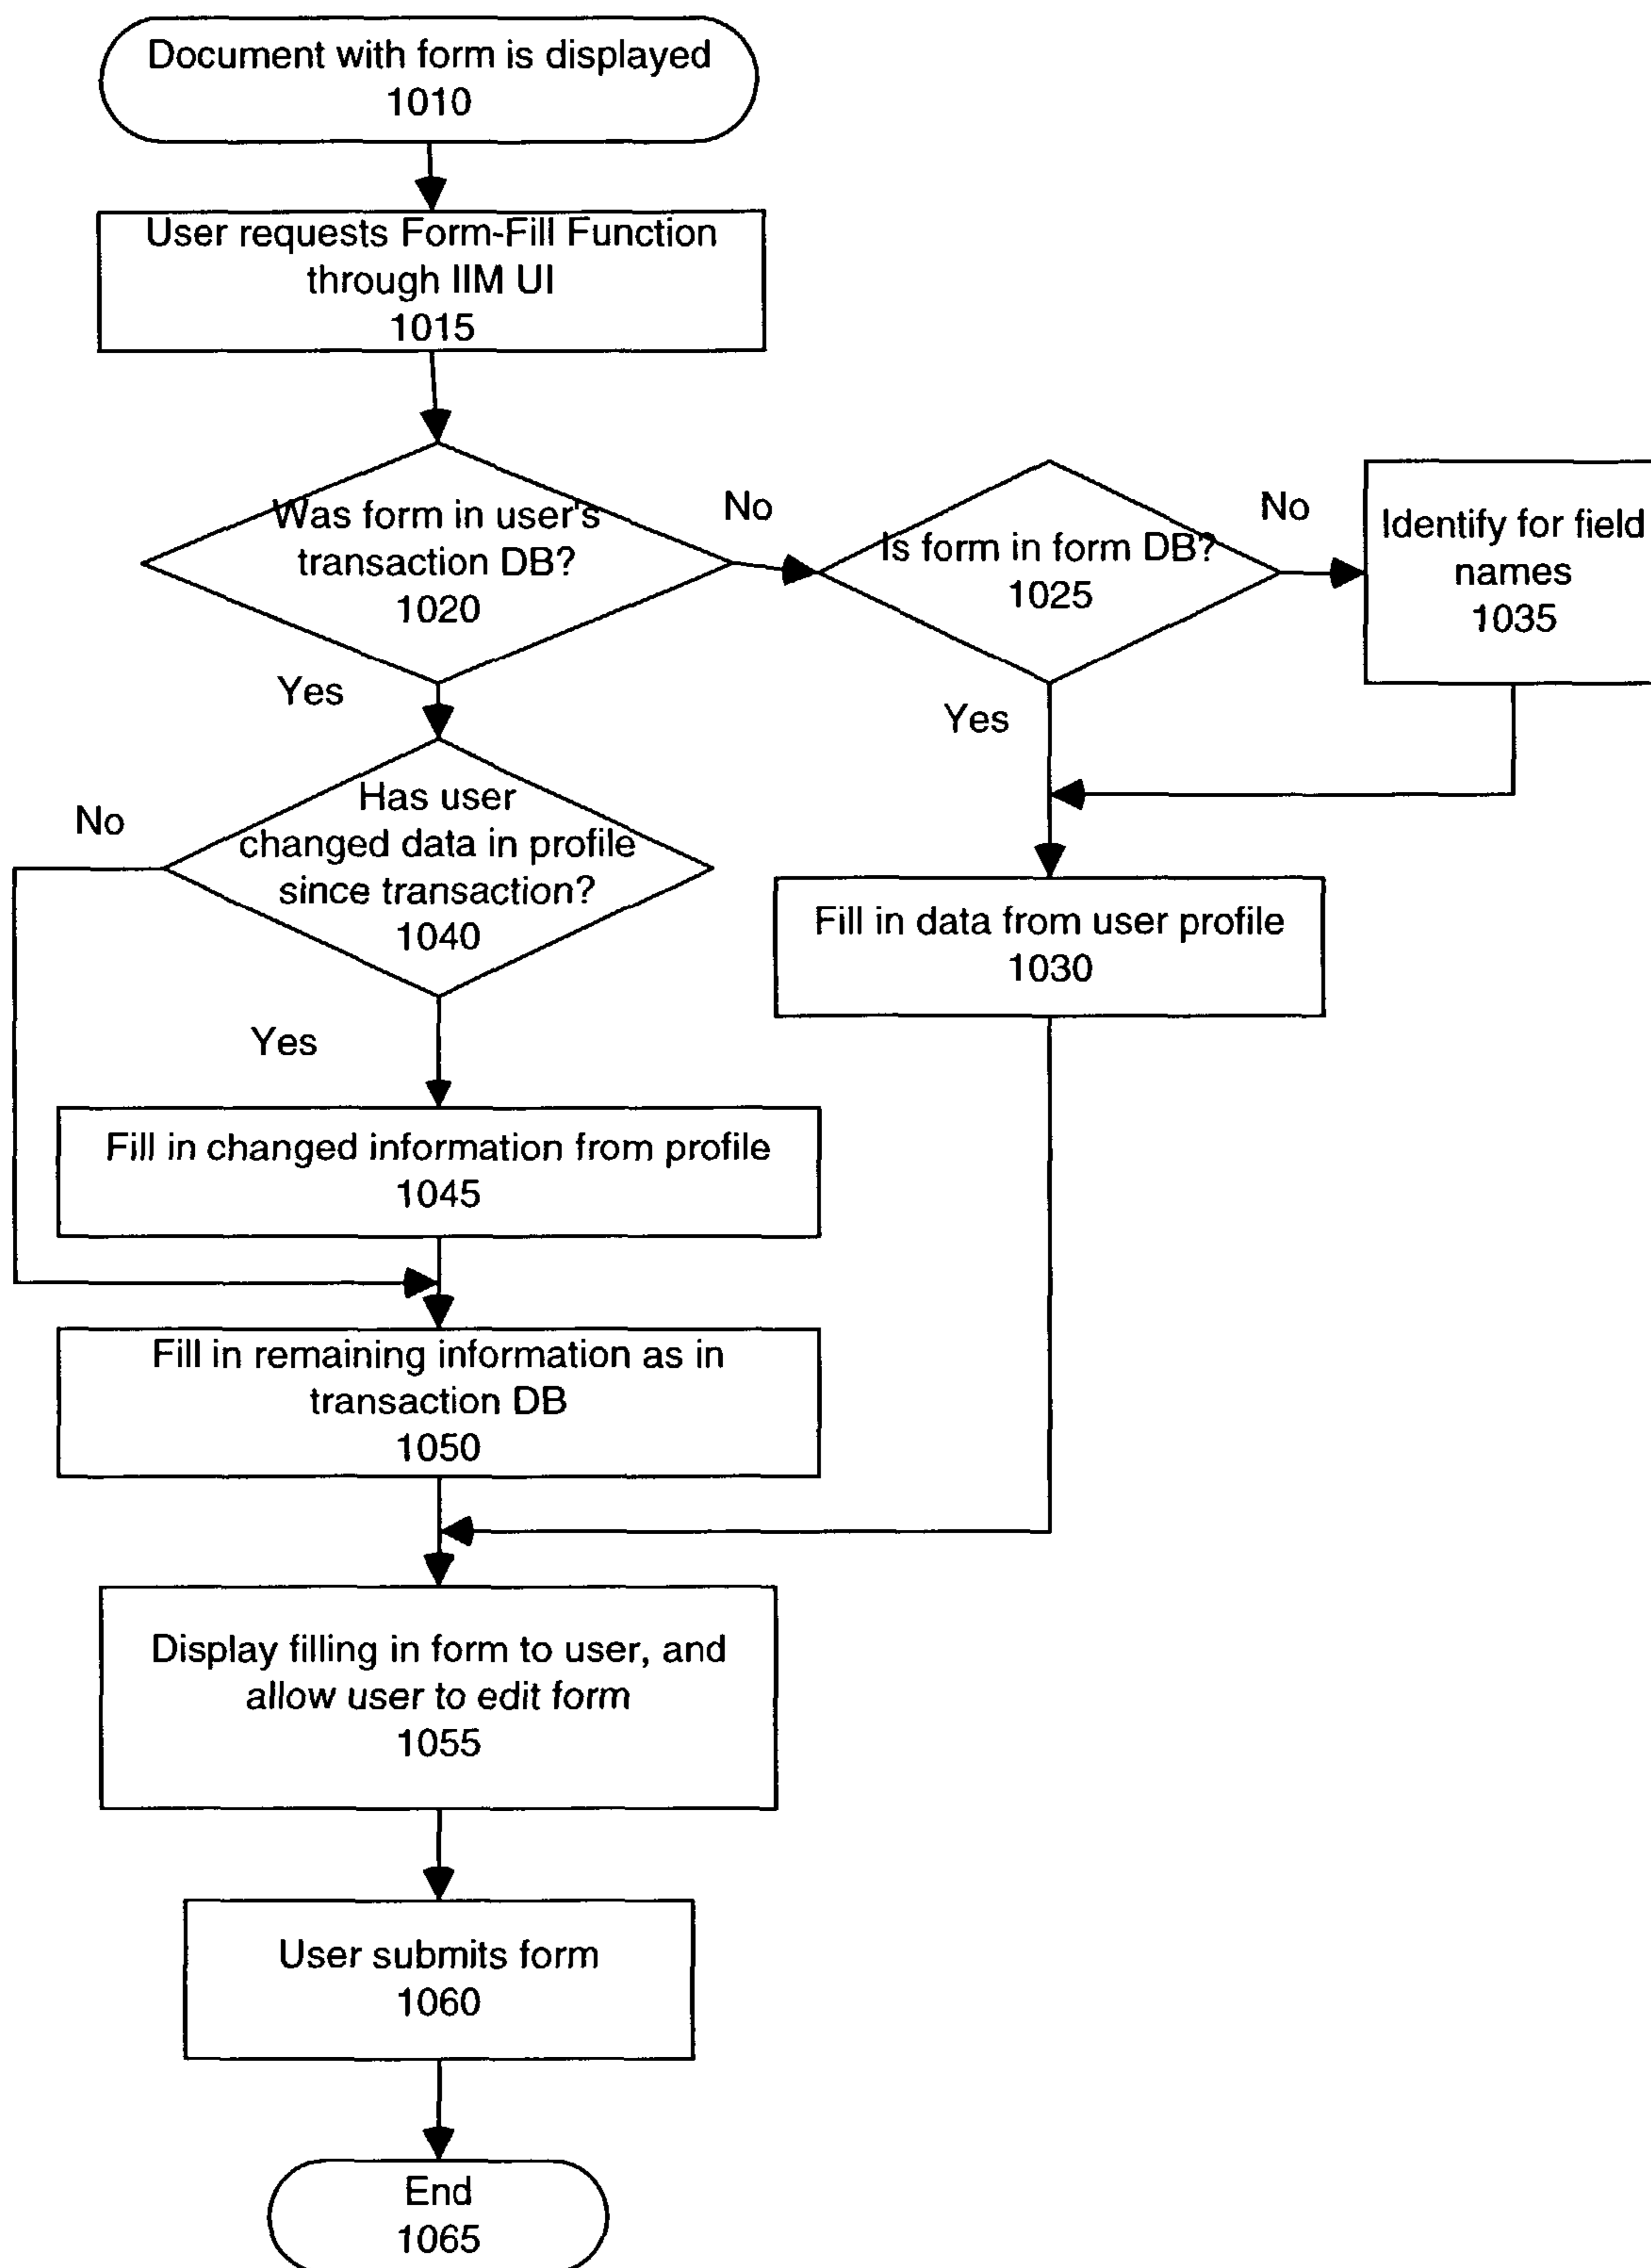 Document with form is displayed
1010
User requests Form-Fill Function
through IIM UI
1015
Was form in user's
transaction DB?
1020
No
Is form in form DB?
1025
No
Identify for field
names
1035
Yes
Yes
Has user
changed data in profile
since transaction?
1040
No
Fill in data from user profile
1030
Yes
Fill in changed information from profile
1045
Fill in remaining information as in
transaction DB
1050
Display filling in form to user, and
allow user to edit form
1055
User submits form
1060
End
1065